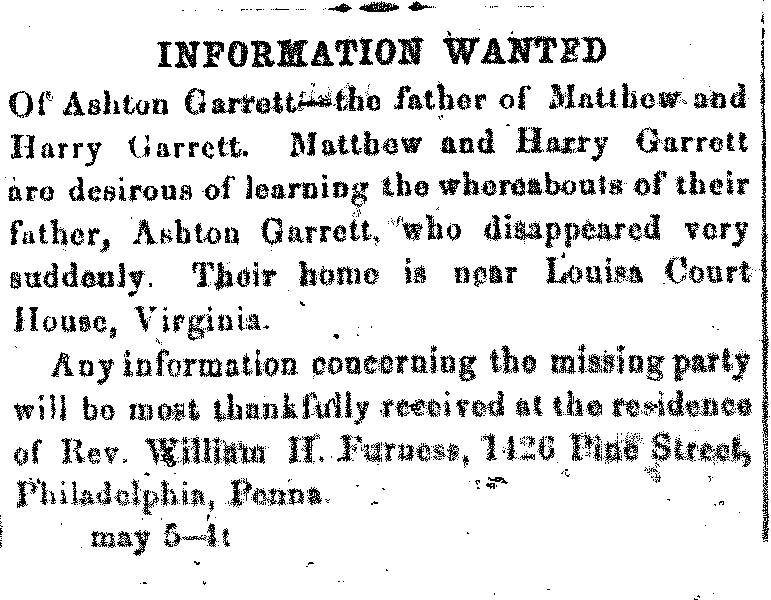 INFORMATION WANTED
Of Ashton Garrett—the father of Matthew and
Harry Garrett. Matthew and Harry Garrett
are desirous of learning the whereabouts of their
father, Ashton Garrett, who disappeared very
suddenly. Their home is near Louisa Court
House, Virginia.
Any information concerning the missing party
will be most thankfully received at the residence
of Rev. William H. Furness, 1426 Pine Street,
Philadelphia, Penna.
may 5—4t